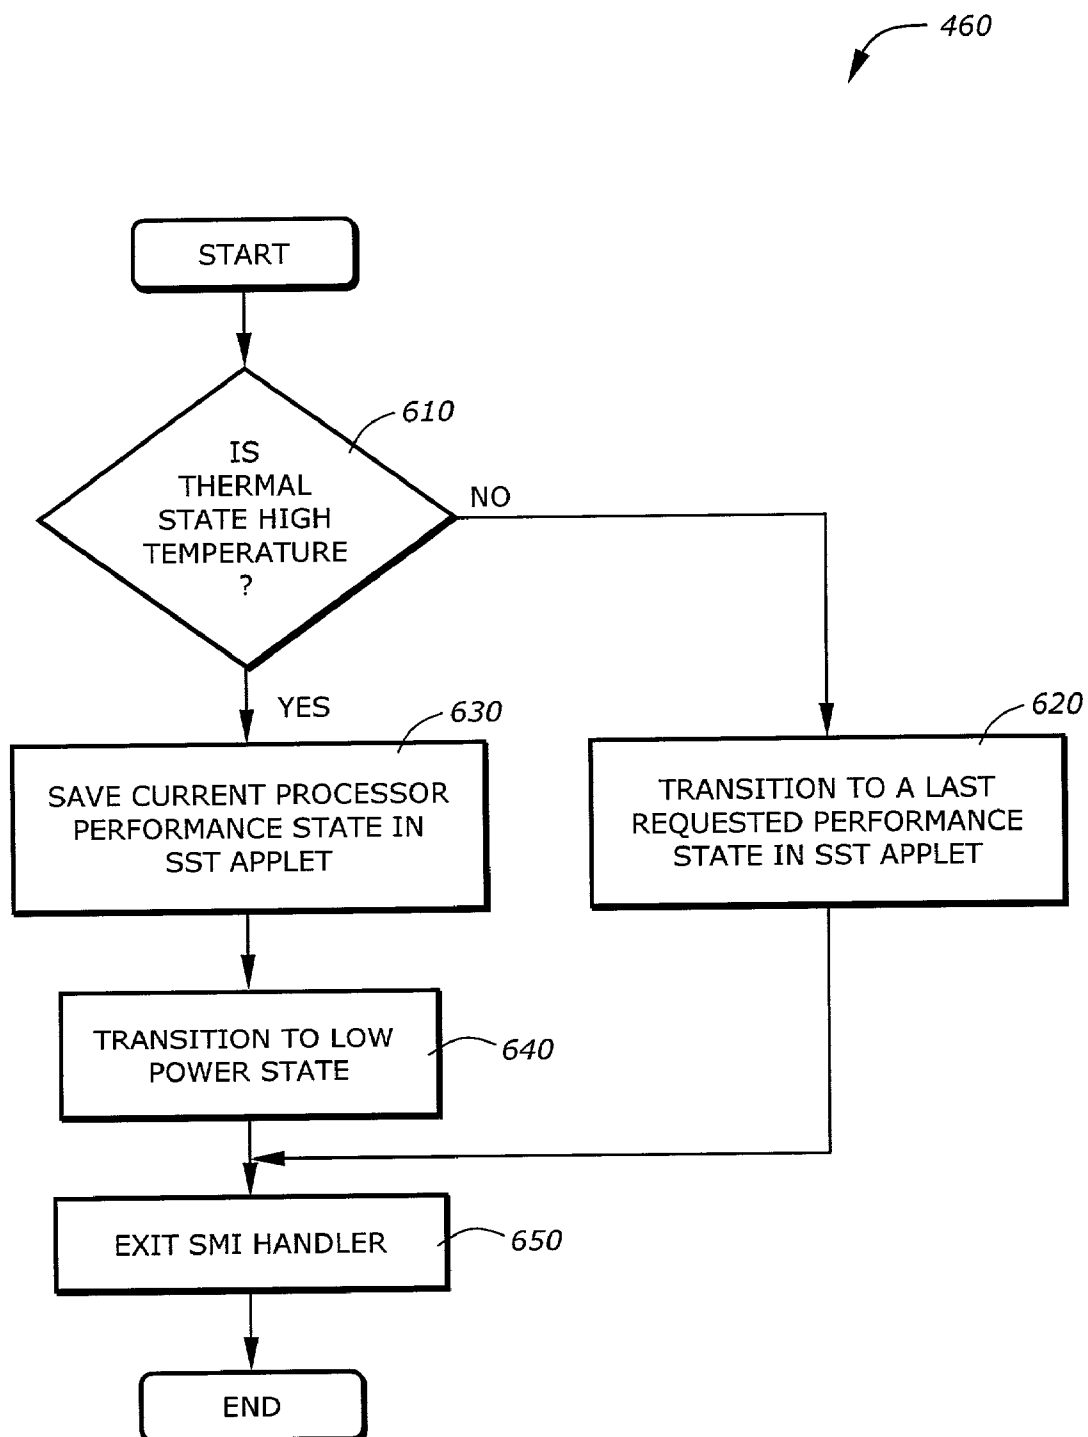 460
START
610
IS
THERMAL
STATE HIGH
TEMPERATURE
?
NO
YES
630
SAVE CURRENT PROCESSOR
PERFORMANCE STATE IN
SST APPLET
620
TRANSITION TO A LAST
REQUESTED PERFORMANCE
STATE IN SST APPLET
TRANSITION TO LOW
POWER STATE
640
EXIT SMI HANDLER
650
END